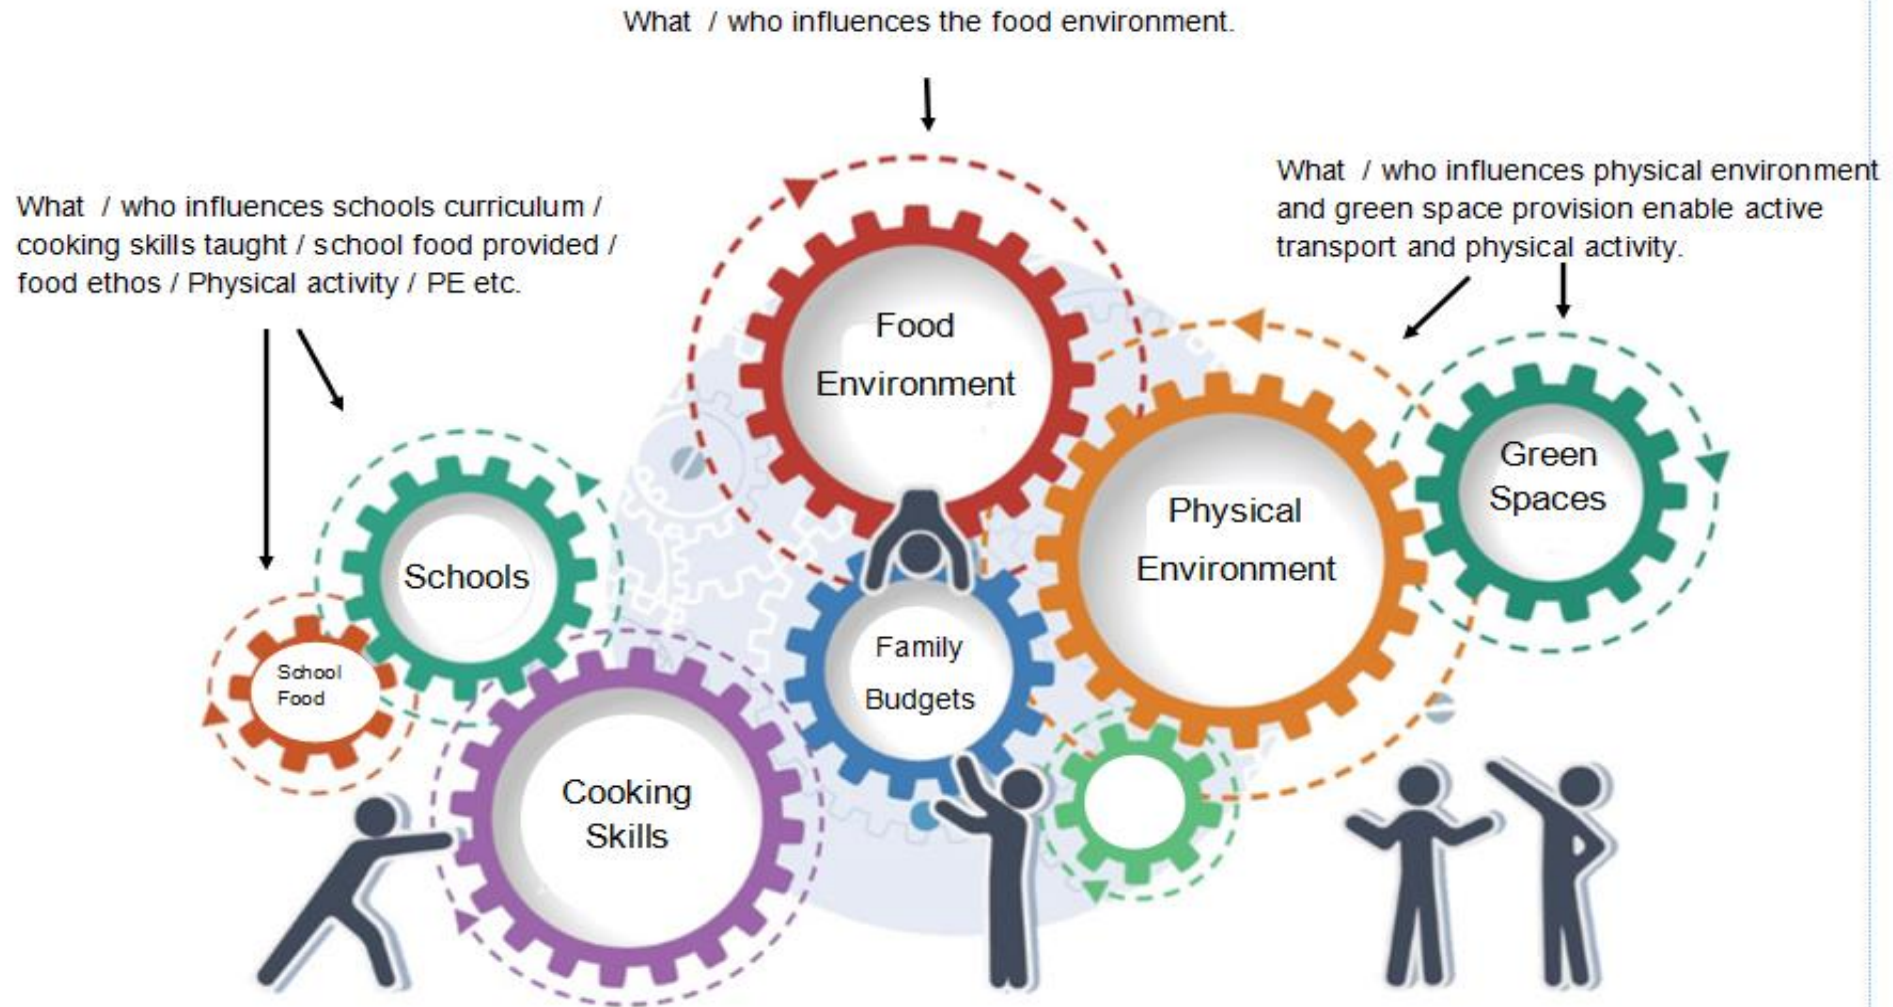 What / who influences the food environment.
What / who influences physical environment
and green space provision enable active
transport and physical activity.
What / who influences schools curriculum /
cooking skills taught / school food provided /
food ethos / Physical activity / PE etc.
Food
Environment
Green
Spaces
Physical
Environment
Schools
School
Food
Family
Budgets
Cooking
Skills